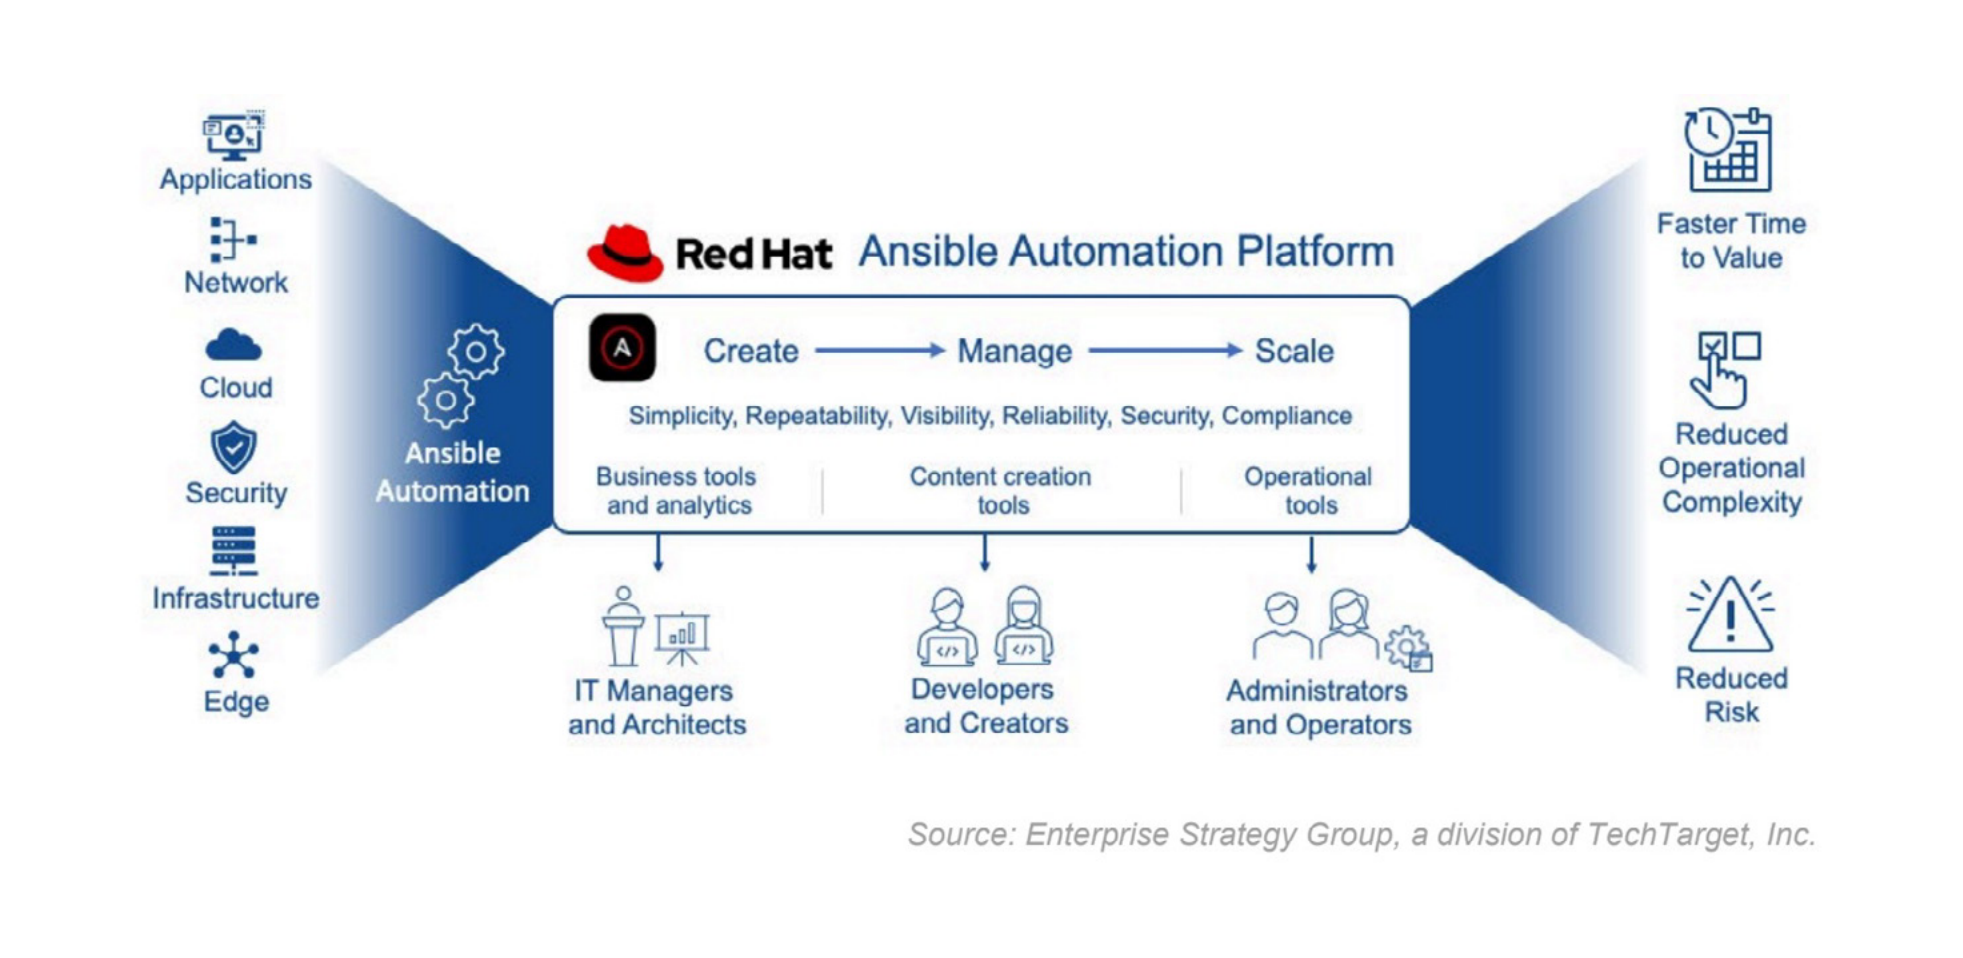 Applications
Network
Cloud
Security
Infrastructure
Edge
Ansible
Automation
Red Hat Ansible Automation Platform
A
Create Manage Scale
Simplicity, Repeatability, Visibility, Reliability, Security, Compliance
Business tools
and analytics
Content creation
tools
Operational
tools
IT Managers
and Architects
</>
</>
Developers
and Creators
Administrators
and Operators
Faster Time
to Value
Reduced
Operational
Complexity
Reduced
Risk
Source: Enterprise Strategy Group, a division of TechTarget, Inc.